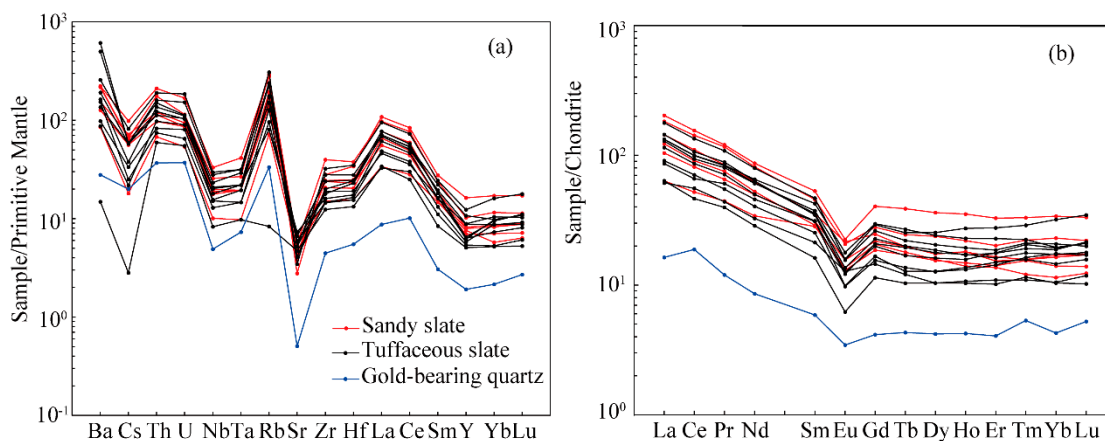 (a)
Sample/Primitive Mantle
10³
10²
10¹
10⁰
10⁻¹
Sandy slate
Tuffaceous slate
Gold-bearing quartz
Ba Cs Th U Nb Ta Rb Sr Zr Hf La Ce Sm Y Yb Lu
(b)
Sample/Chondrite
10³
10²
10¹
10⁰
La Ce Pr Nd Sm Eu Gd Tb Dy Ho Er Tm Yb Lu